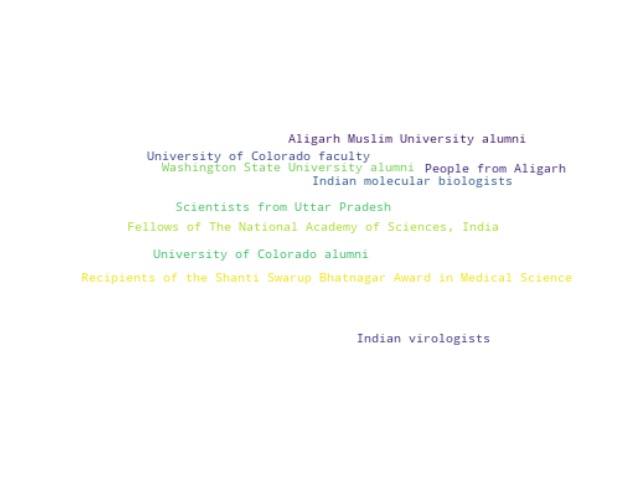 Aligarh Muslim University alumni
University of Colorado faculty
Washington State University alumni
People from Aligarh
Indian molecular biologists
Scientists from Uttar Pradesh
Fellows of The National Academy of Sciences, India
University of Colorado alumni
Recipients of the Shanti Swarup Bhatnagar Award in Medical Science
Indian virologists